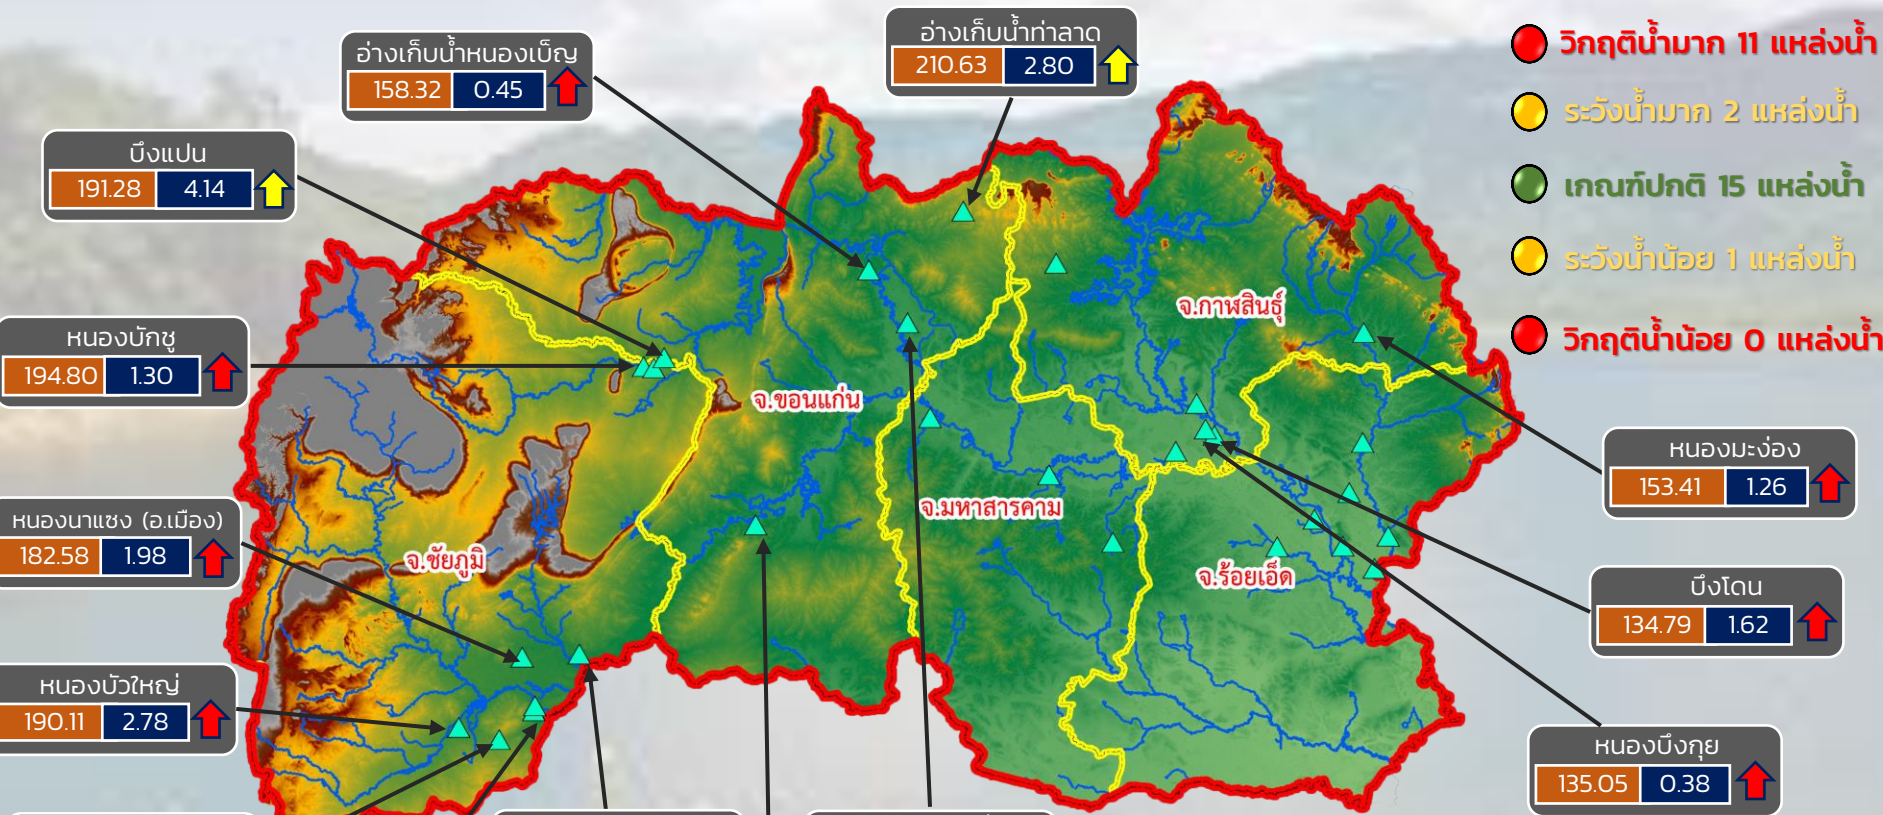 อ่างเก็บน้ำท่าลาด
210.63 2.80
อ่างเก็บน้ำหนองเบ็ญ
158.32 0.45
บึงแปน
191.28 4.14
หนองบักชู
194.80 1.30
หนองนาแซง (อ.เมือง)
182.58 1.98
หนองบัวใหญ่
190.11 2.78
วิกฤติน้ำมาก 11 แหล่งน้ำ
ระวังน้ำมาก 2 แหล่งน้ำ
เกณฑ์ปกติ 15 แหล่งน้ำ
ระวังน้ำน้อย 1 แหล่งน้ำ
วิกฤติน้ำน้อย 0 แหล่งน้ำ
จ.กาฬสินธุ์
จ.ขอนแก่น
จ.มหาสารคาม
จ.ชัยภูมิ
จ.ร้อยเอ็ด
หนองมะง่อง
153.41 1.26
บึงโดน
134.79 1.62
หนองบึงกุย
135.05 0.38